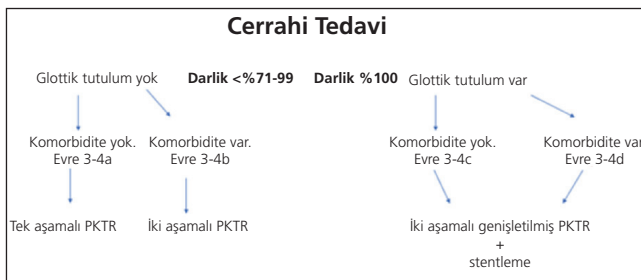 Cerrahi Tedavi
Glottik tutulum yok Darlik <%71-99 Darlik %100 Glottik tutulum var
Komorbidite yok. Komorbidite var. Komorbidite yok. Komorbidite var
Evre 3-4a Evre 3-4b Evre 3-4c Evre 3-4d
Tek aşamalı PKTR İki aşamalı PKTR İki aşamalı genişletilmiş PKTR
+
stentleme